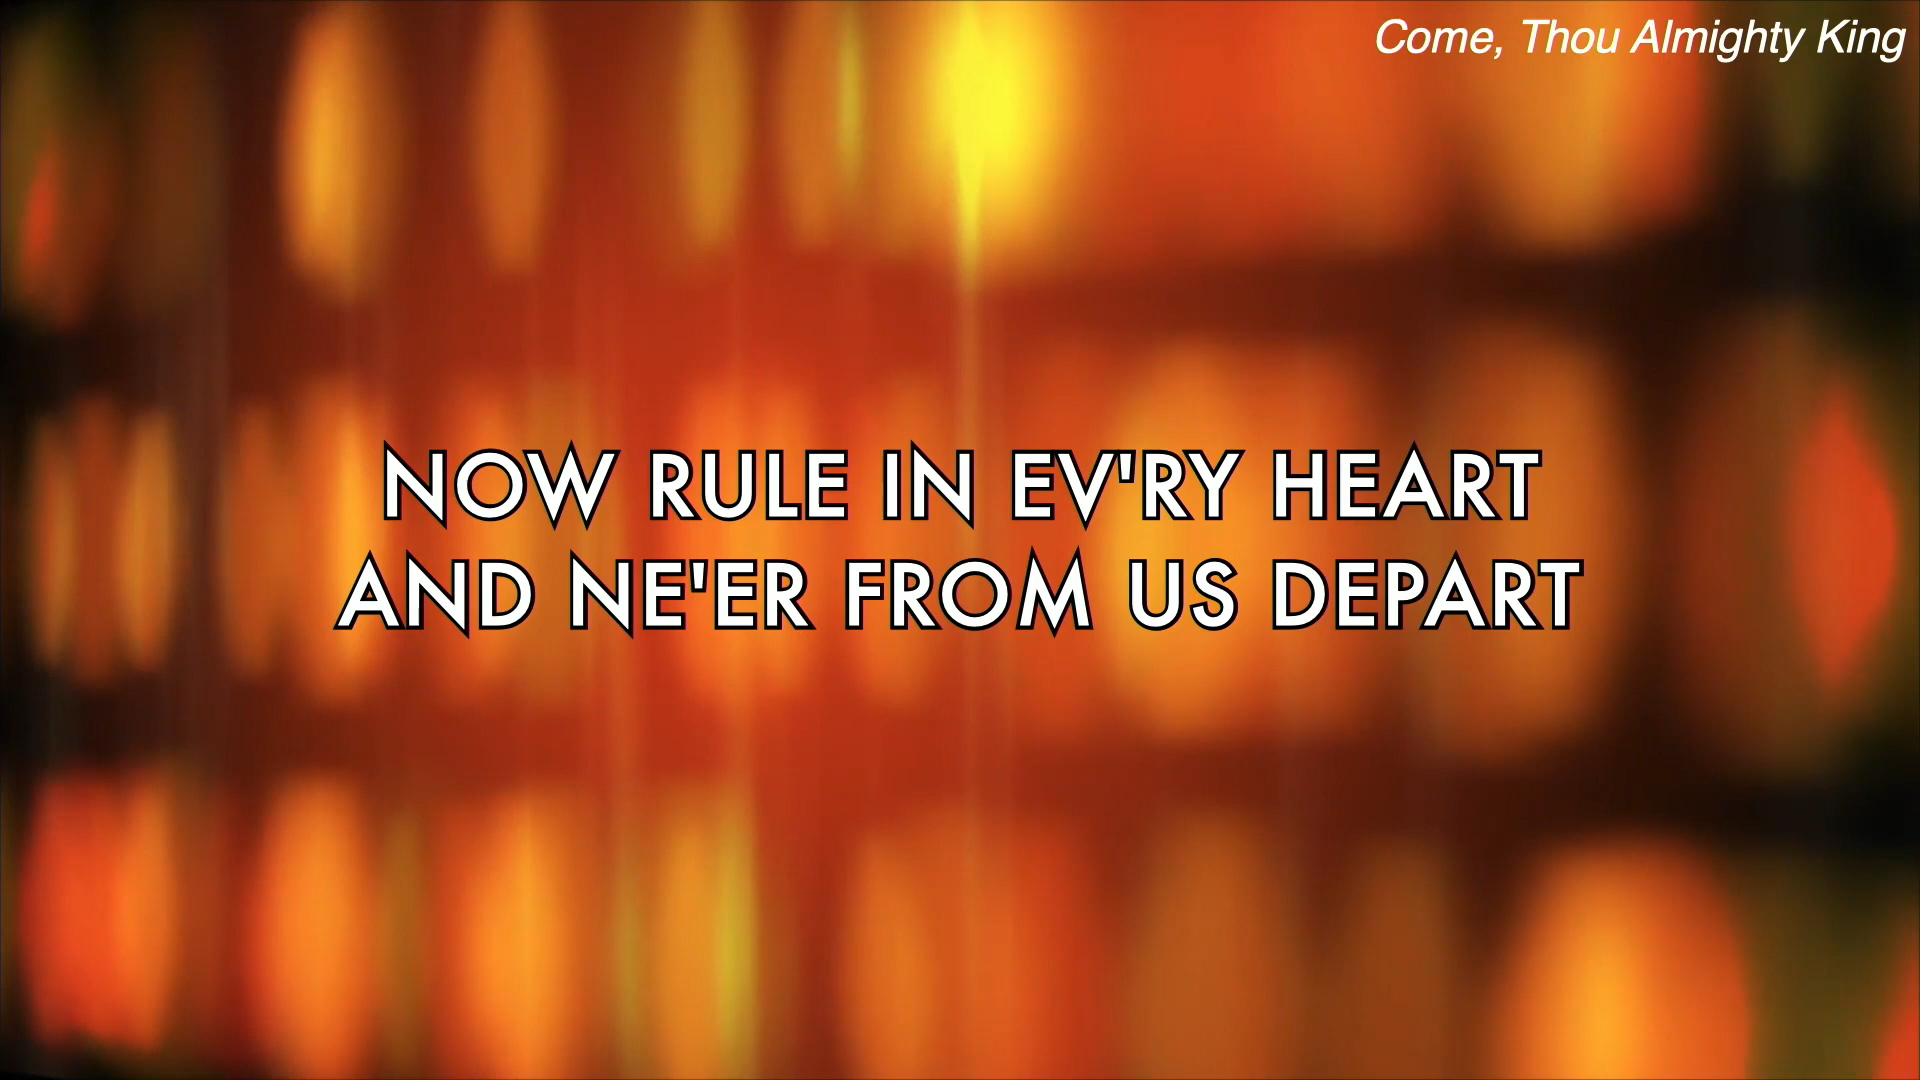 Come, Thou Almighty King
NOW RULE IN EV'RY HEART
AND NE'ER FROM US DEPART